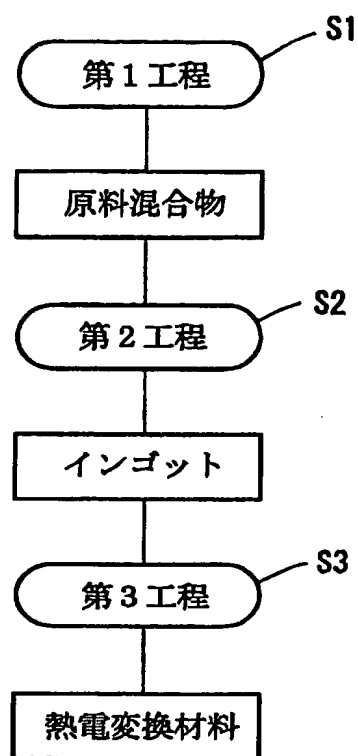 S1
第1工程
原料混合物
S2
第2工程
インゴット
S3
第3工程
熱電変換材料